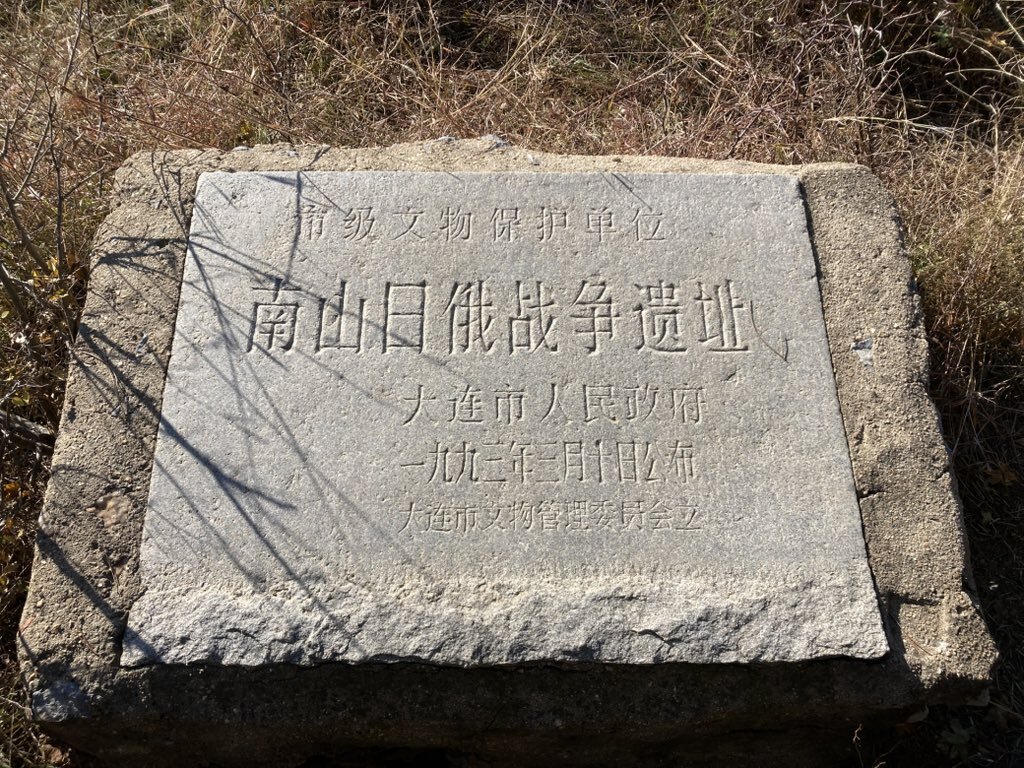 市级文物保护单位
南山日俄战争遗址
大连市人民政府
一九九三年三月十日公布
大连市文物管理委员会立